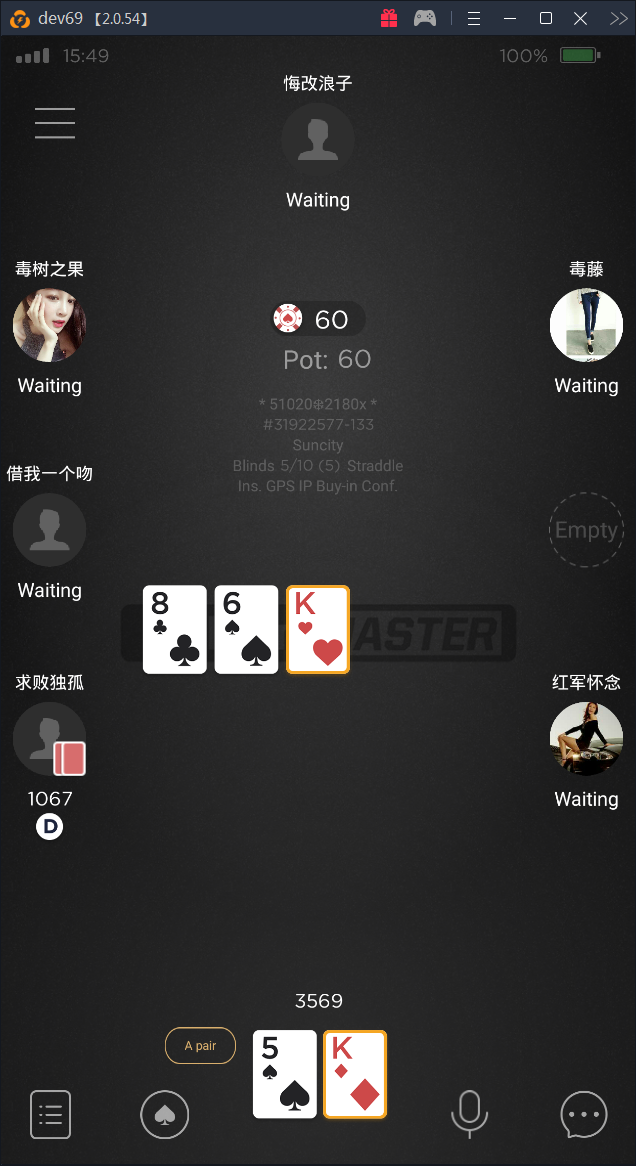 dev69 【2.0.54】
15:49
100%
悔改浪子
Waiting
毒树之果
毒藤
60
Waiting
Waiting
Pot: 60
* 51020❉2180x *
#31922577-133
Suncity
Blinds 5/10 (5) Straddle
Ins. GPS IP Buy-in Conf.
借我一个吻
Empty
Waiting
8
6
K
ASTER
求败独孤
红军怀念
1067
Waiting
D
3569
A pair
5
K